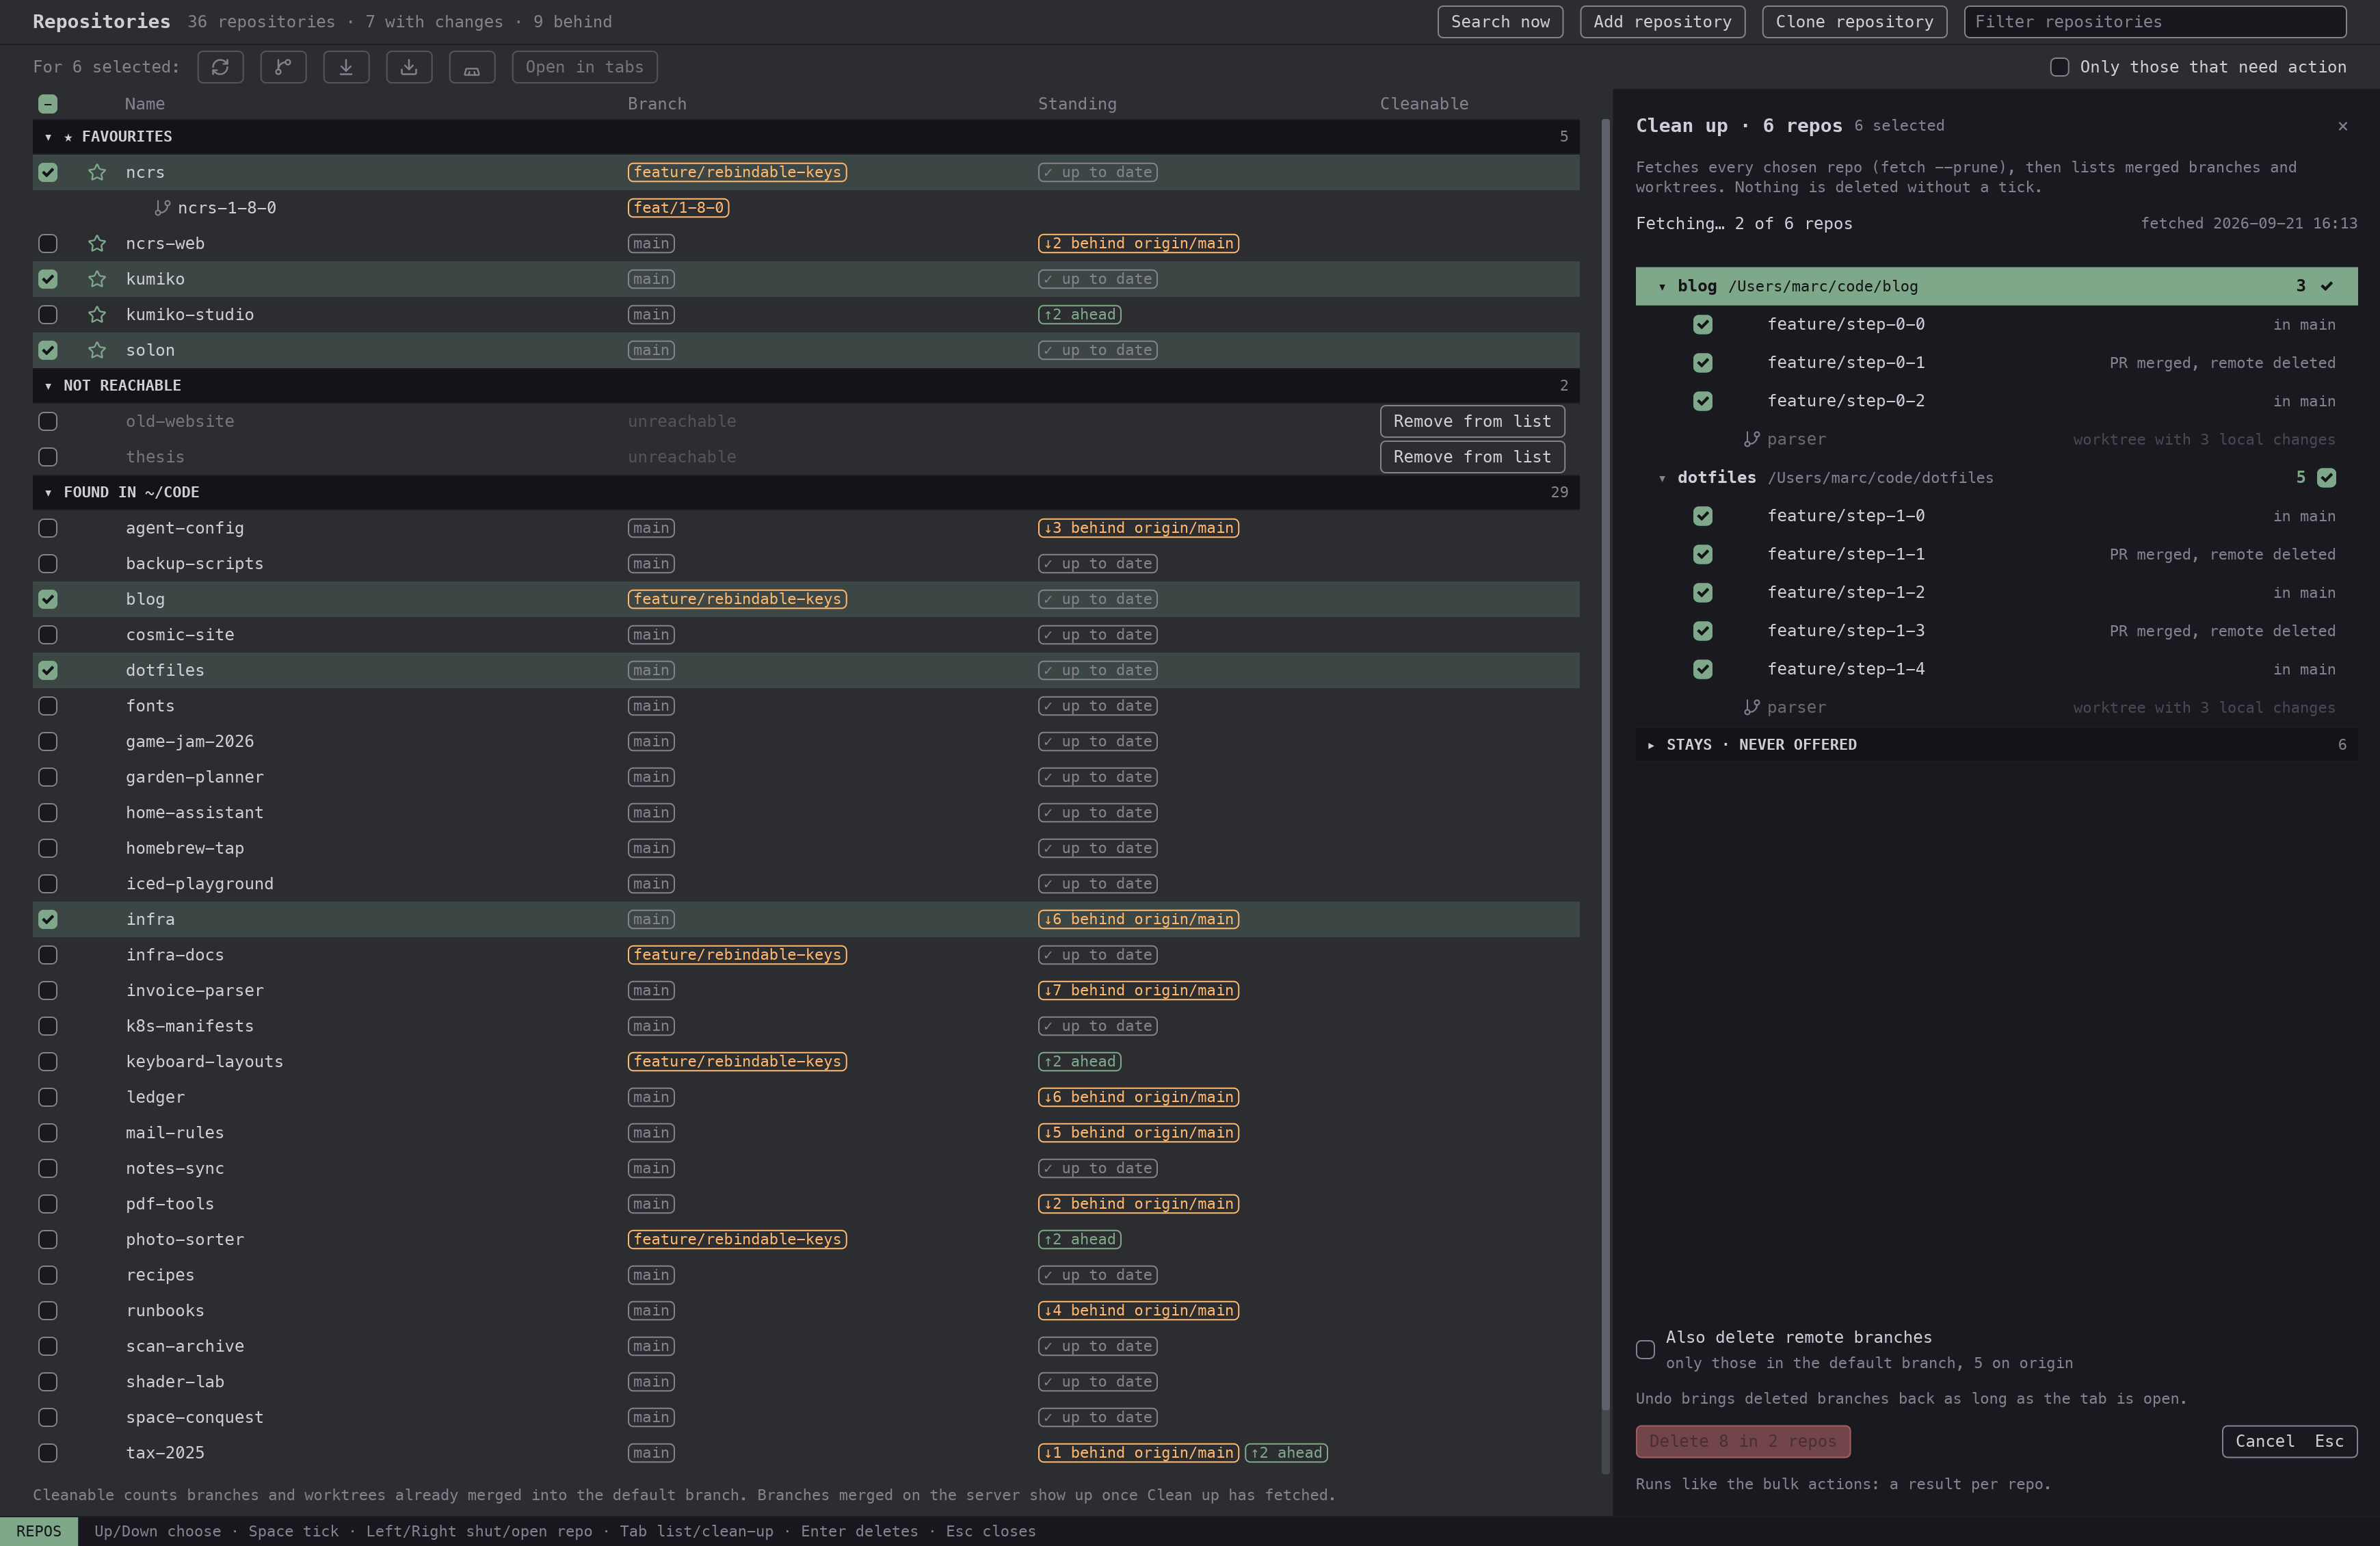 Repositories 36 repositories · 7 with changes · 9 behind Search now Add repository Clone repository Filter repositories
For 6 selected: Open in tabs Only those that need action
Name Branch Standing Cleanable
▾ ★ FAVOURITES 5
ncrs feature/rebindable-keys ✓ up to date
ncrs-1-8-0 feat/1-8-0
ncrs-web main ↓2 behind origin/main
kumiko main ✓ up to date
kumiko-studio main ↑2 ahead
solon main ✓ up to date
▾ NOT REACHABLE 2
old-website unreachable Remove from list
thesis unreachable Remove from list
▾ FOUND IN ~/CODE 29
agent-config main ↓3 behind origin/main
backup-scripts main ✓ up to date
blog feature/rebindable-keys ✓ up to date
cosmic-site main ✓ up to date
dotfiles main ✓ up to date
fonts main ✓ up to date
game-jam-2026 main ✓ up to date
garden-planner main ✓ up to date
home-assistant main ✓ up to date
homebrew-tap main ✓ up to date
iced-playground main ✓ up to date
infra main ↓6 behind origin/main
infra-docs feature/rebindable-keys ✓ up to date
invoice-parser main ↓7 behind origin/main
k8s-manifests main ✓ up to date
keyboard-layouts feature/rebindable-keys ↑2 ahead
ledger main ↓6 behind origin/main
mail-rules main ↓5 behind origin/main
notes-sync main ✓ up to date
pdf-tools main ↓2 behind origin/main
photo-sorter feature/rebindable-keys ↑2 ahead
recipes main ✓ up to date
runbooks main ↓4 behind origin/main
scan-archive main ✓ up to date
shader-lab main ✓ up to date
space-conquest main ✓ up to date
tax-2025 main ↓1 behind origin/main ↑2 ahead
Cleanable counts branches and worktrees already merged into the default branch. Branches merged on the server show up once Clean up has fetched.
Clean up · 6 repos 6 selected ×
Fetches every chosen repo (fetch --prune), then lists merged branches and
worktrees. Nothing is deleted without a tick.
Fetching… 2 of 6 repos fetched 2026-09-21 16:13
▾ blog /Users/marc/code/blog 3 ✓
feature/step-0-0 in main
feature/step-0-1 PR merged, remote deleted
feature/step-0-2 in main
parser worktree with 3 local changes
▾ dotfiles /Users/marc/code/dotfiles 5
feature/step-1-0 in main
feature/step-1-1 PR merged, remote deleted
feature/step-1-2 in main
feature/step-1-3 PR merged, remote deleted
feature/step-1-4 in main
parser worktree with 3 local changes
▸ STAYS · NEVER OFFERED 6
Also delete remote branches
only those in the default branch, 5 on origin
Undo brings deleted branches back as long as the tab is open.
Delete 8 in 2 repos Cancel Esc
Runs like the bulk actions: a result per repo.
REPOS Up/Down choose · Space tick · Left/Right shut/open repo · Tab list/clean-up · Enter deletes · Esc closes